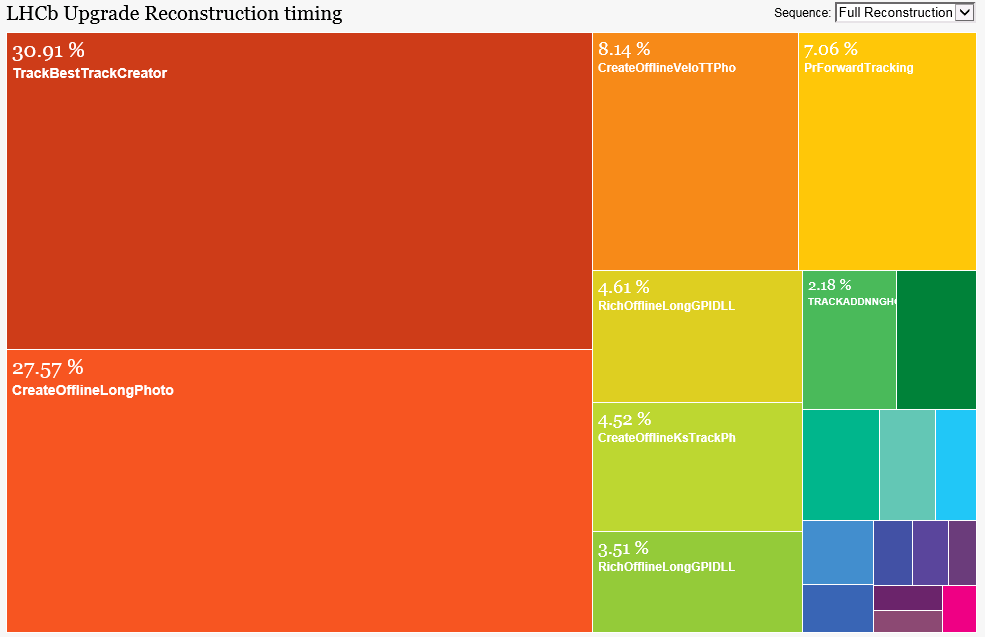 LHCb Upgrade Reconstruction timing
Sequence: Full Reconstruction
30.91 %
TrackBestTrackCreator
8.14 %
CreateOfflineVeloTTPho
7.06 %
PrForwardTracking
27.57 %
CreateOfflineLongPhoto
4.61 %
RichOfflineLongGPIDLL
2.18 %
TRACKADDNNGHO
4.52 %
CreateOfflineKsTrackPh
3.51 %
RichOfflineLongGPIDLL